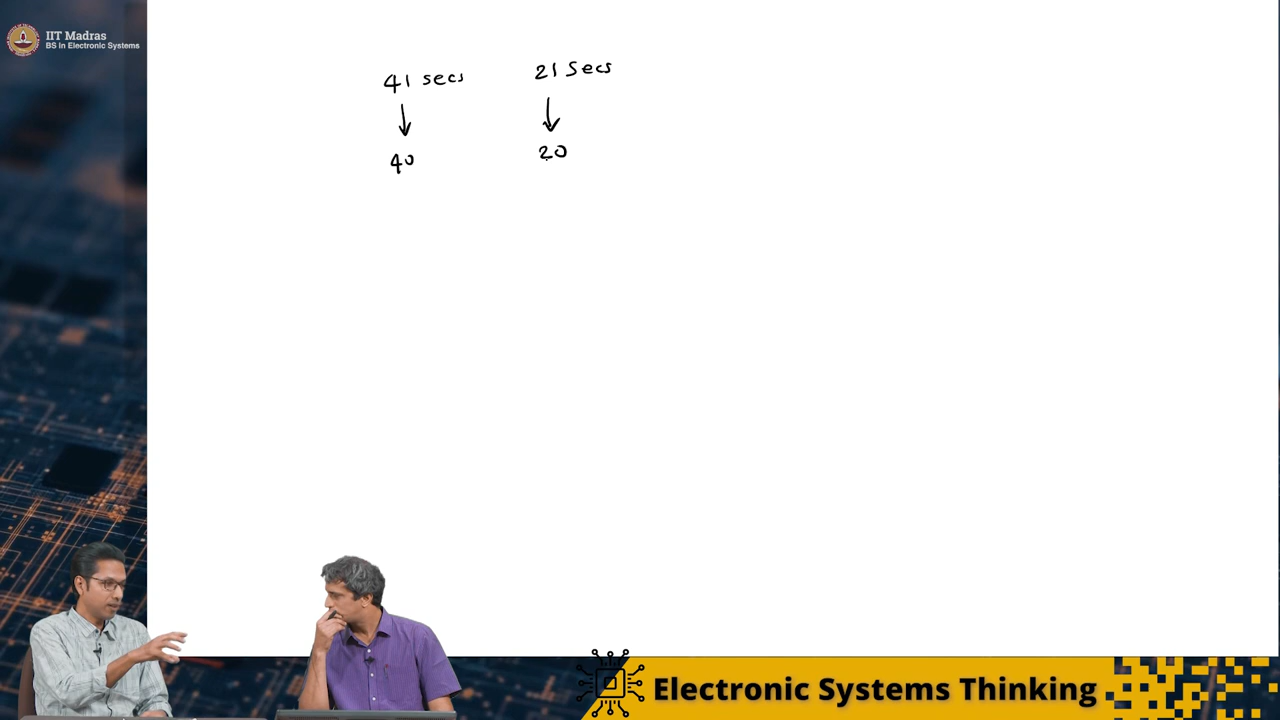 IIT Madras
BS in Electronic Systems
41 secs 21 Secs
↓ ↓
40 20
Electronic Systems Thinking